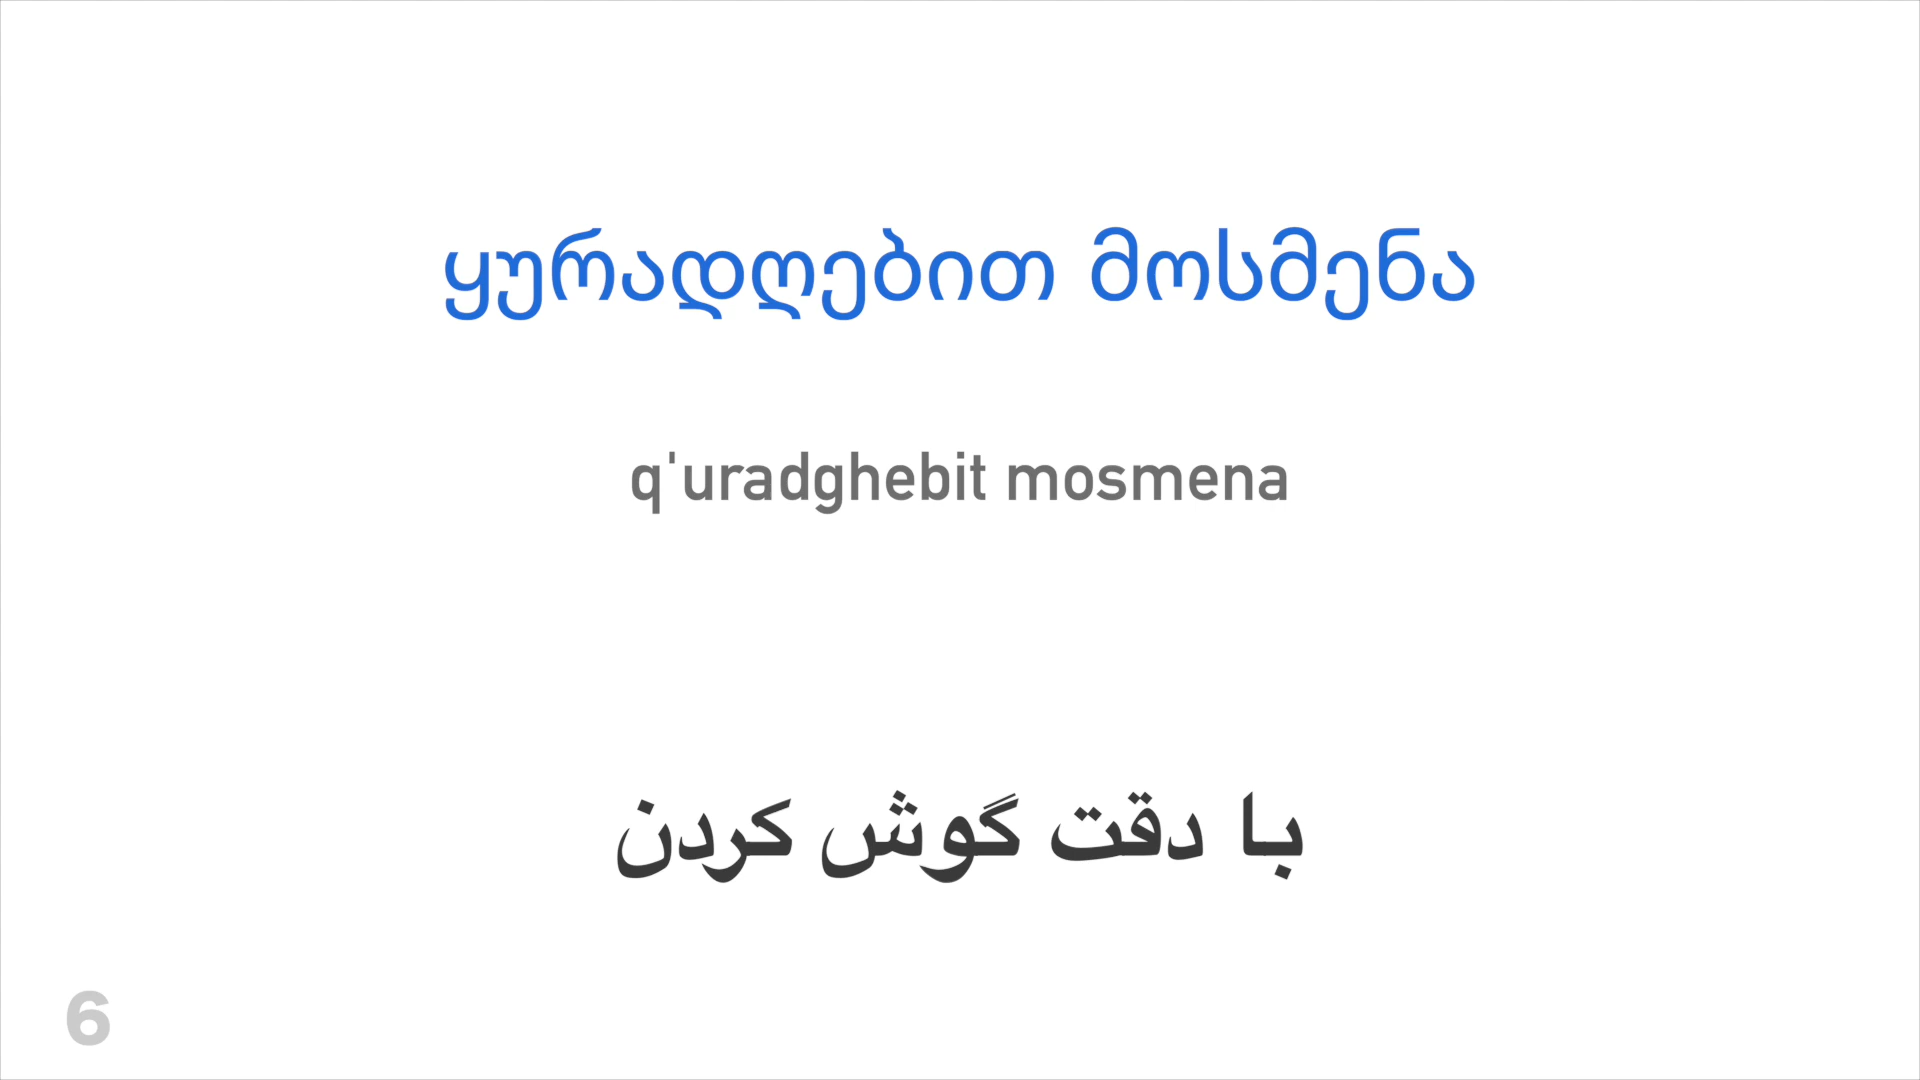 ყურადღებით მოსმენა
q'uradghebit mosmena
با دقت گوش کردن
6